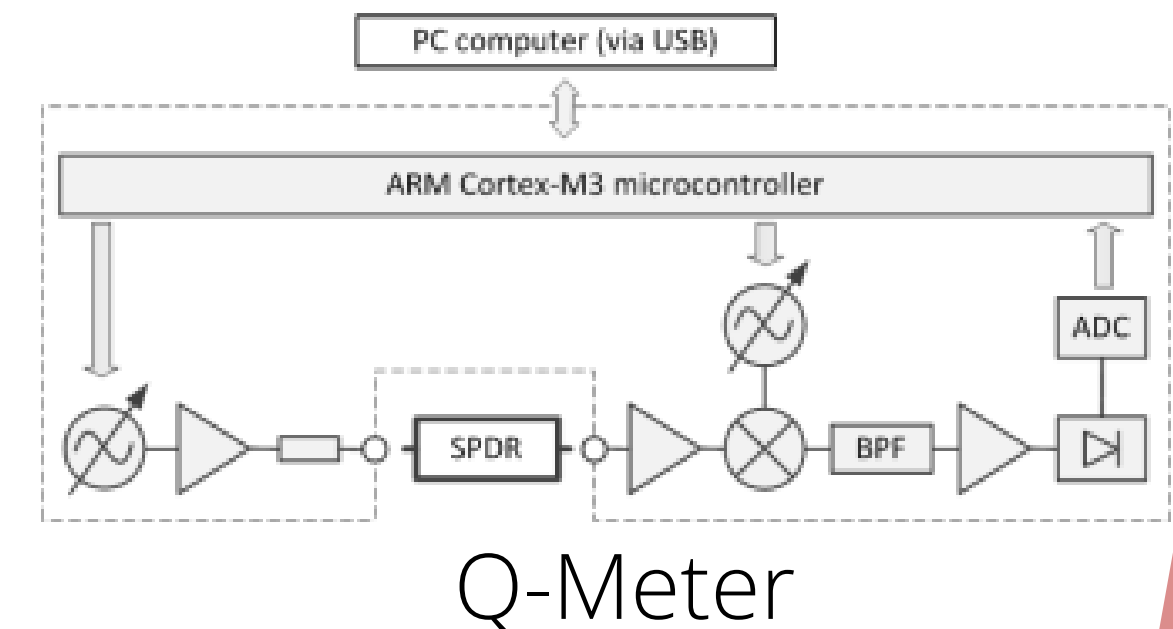 PC computer (via USB)
ARM Cortex-M3 microcontroller
ADC
SPDR
BPF
Q-Meter